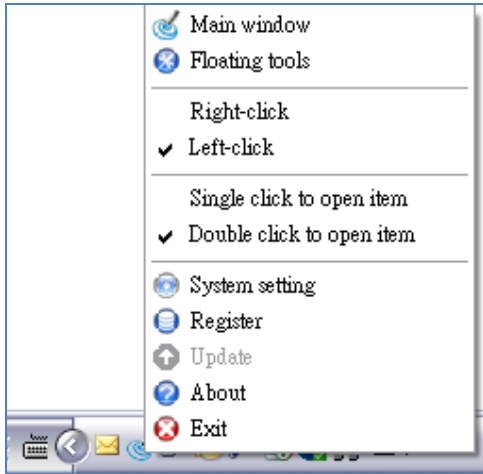 Main window
Floating tools
Right-click
Left-click
Single click to open item
Double click to open item
System setting
Register
Update
About
Exit